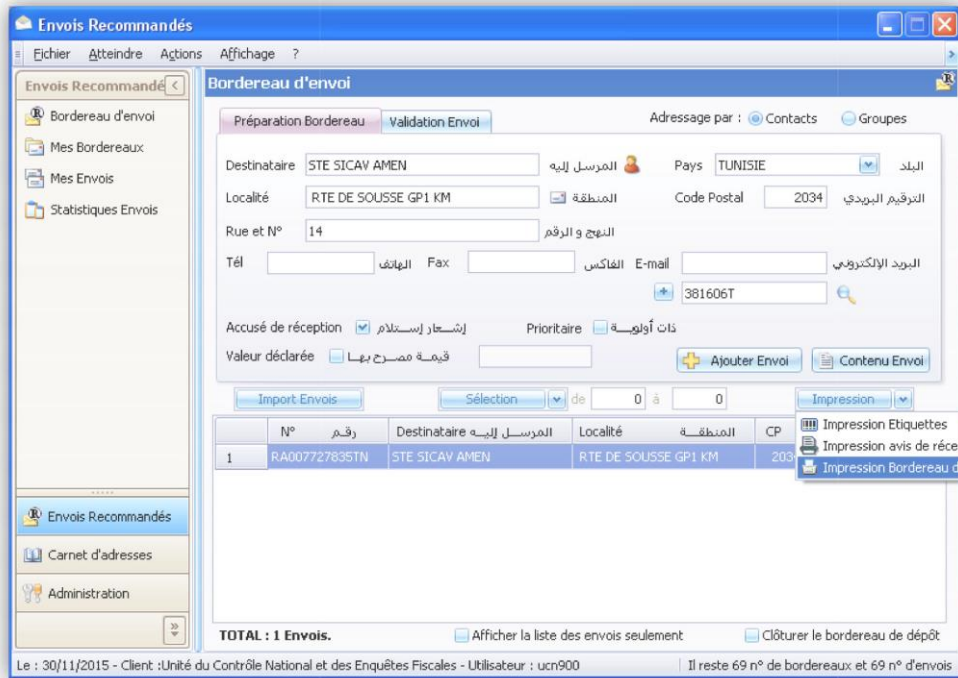 Envois Recommandés
Fichier Atteindre Actions Affichage ?
Envois Recommandé
Bordereau d'envoi
Mes Bordereaux
Mes Envois
Statistiques Envois
Envois Recommandés
Carnet d'adresses
Administration
Bordereau d'envoi
Préparation Bordereau Validation Envoi Adressage par : Contacts Groupes
Destinataire STE SICAV AMEN المرسل إليه Pays TUNISIE البلد
Localité RTE DE SOUSSE GP1 KM المنطقة Code Postal 2034 الترقيم البريدي
Rue et N° 14 النهج و الرقم
Tél الهاتف Fax الفاكس E-mail البريد الإلكتروني
381606T
Accusé de réception إشعار إستلام Prioritaire ذات أولوية
Valeur déclarée قيمة مصرح بها Ajouter Envoi Contenu Envoi
Import Envois Sélection de 0 à 0 Impression
N° رقم Destinataire المرسل إليه Localité المنطقة CP
1 RA007727835TN STE SICAV AMEN RTE DE SOUSSE GP1 KM 203
Impression Etiquettes
Impression avis de réce
Impression Bordereau d
TOTAL : 1 Envois. Afficher la liste des envois seulement Clôturer le bordereau de dépôt
Le : 30/11/2015 - Client :Unité du Contrôle National et des Enquêtes Fiscales - Utilisateur : ucn900 Il reste 69 n° de bordereaux et 69 n° d'envois